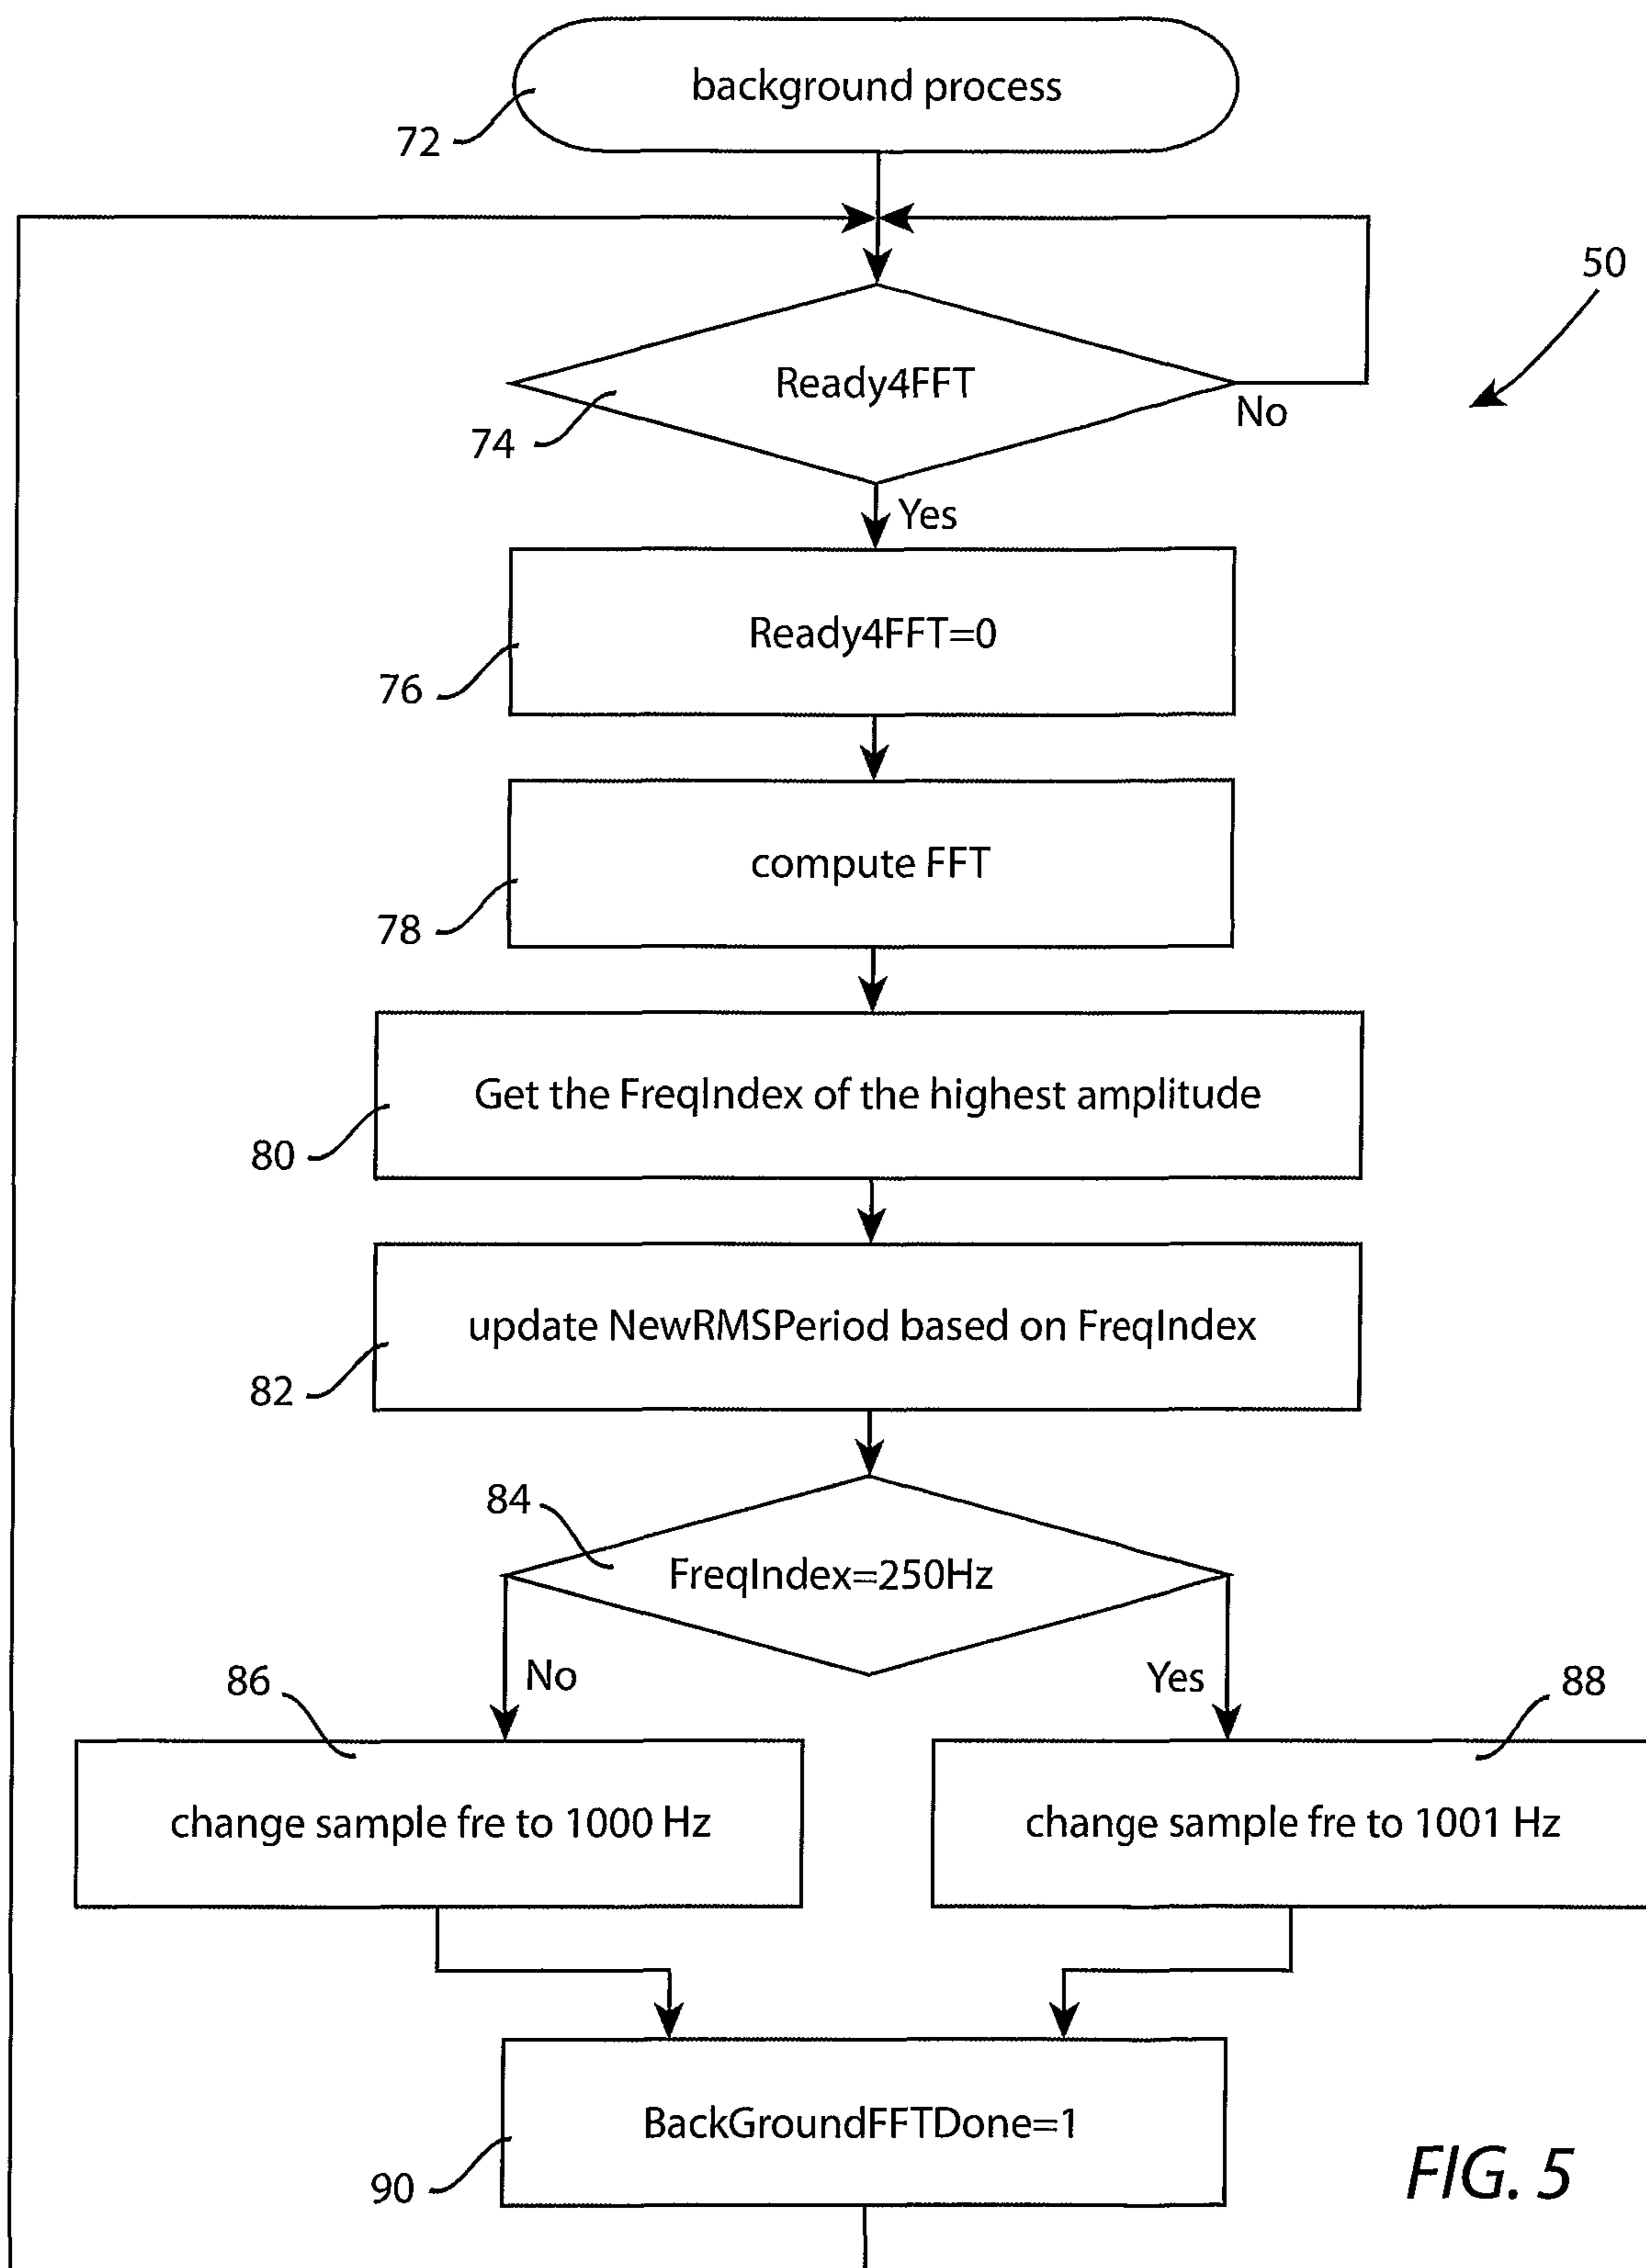 background process
72
50
Ready4FFT
74
No
Yes
Ready4FFT=0
76
compute FFT
78
Get the FreqIndex of the highest amplitude
80
update NewRMSPeriod based on FreqIndex
82
84
FreqIndex=250Hz
86
No
Yes
88
change sample fre to 1000 Hz
change sample fre to 1001 Hz
BackGroundFFTDone=1
90
FIG. 5